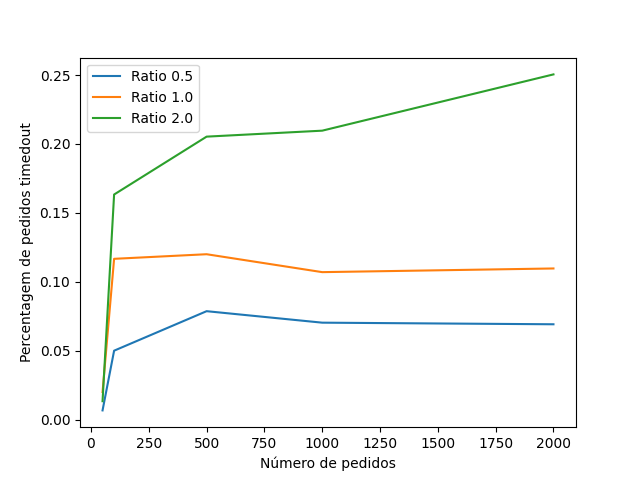 Ratio 0.5
Ratio 1.0
Ratio 2.0
Percentagem de pedidos timedout
0.25
0.20
0.15
0.10
0.05
0.00
0 250 500 750 1000 1250 1500 1750 2000
Número de pedidos